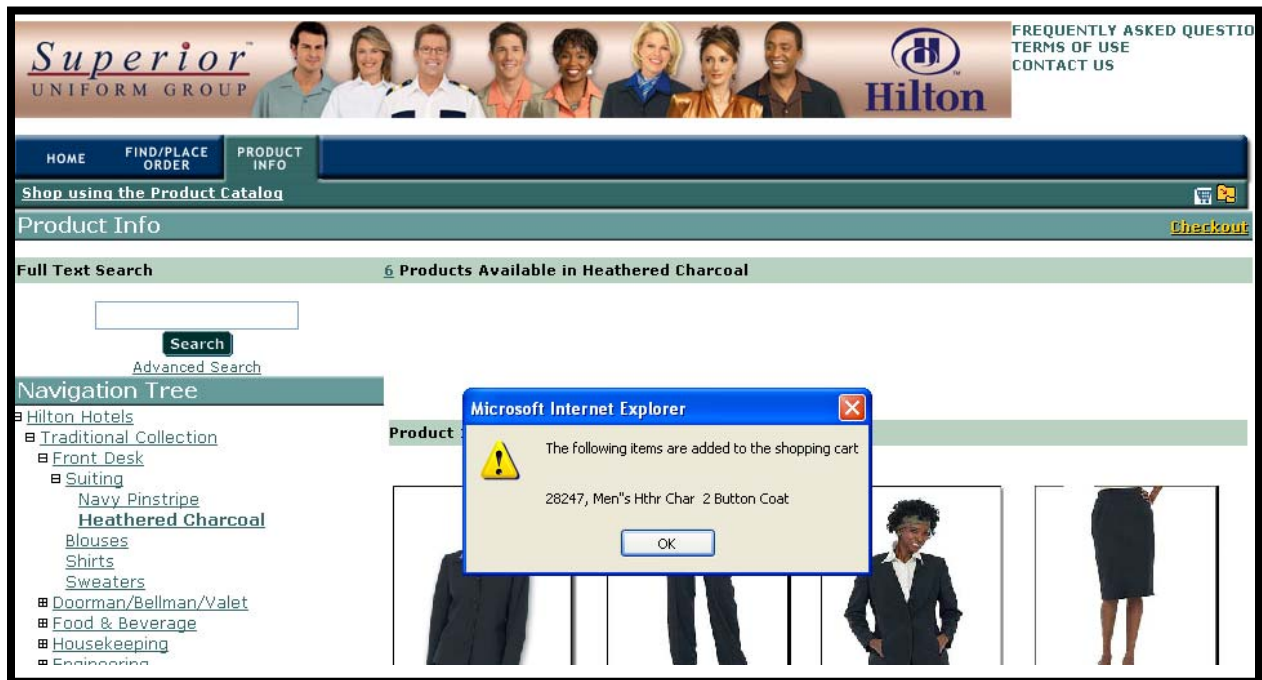 Superior™
UNIFORM GROUP
Hilton
FREQUENTLY ASKED QUESTIO
TERMS OF USE
CONTACT US
HOME
FIND/PLACE
ORDER
PRODUCT
INFO
Shop using the Product Catalog
Product Info
Checkout
Full Text Search
6 Products Available in Heathered Charcoal
Search
Advanced Search
Navigation Tree
Hilton Hotels
Traditional Collection
Front Desk
Suiting
Navy Pinstripe
Heathered Charcoal
Blouses
Shirts
Sweaters
Doorman/Bellman/Valet
Food & Beverage
Housekeeping
Engineering
Product
Microsoft Internet Explorer
The following items are added to the shopping cart
28247, Men"s Hthr Char 2 Button Coat
OK